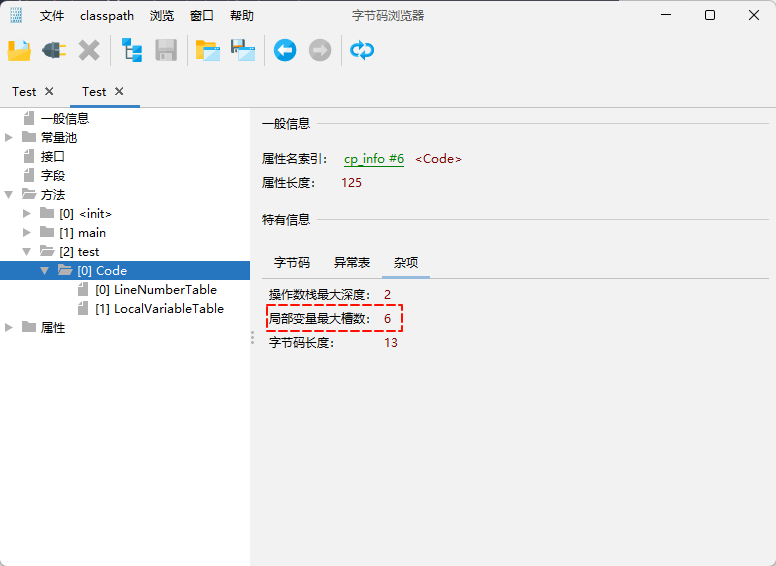 文件 classpath 浏览 窗口 帮助 字节码浏览器
Test Test
一般信息
常量池
接口
字段
方法
[0] <init>
[1] main
[2] test
[0] Code
[0] LineNumberTable
[1] LocalVariableTable
属性
一般信息
属性名索引: cp_info #6 <Code>
属性长度: 125
特有信息
字节码 异常表 杂项
操作数栈最大深度: 2
局部变量最大槽数: 6
字节码长度: 13